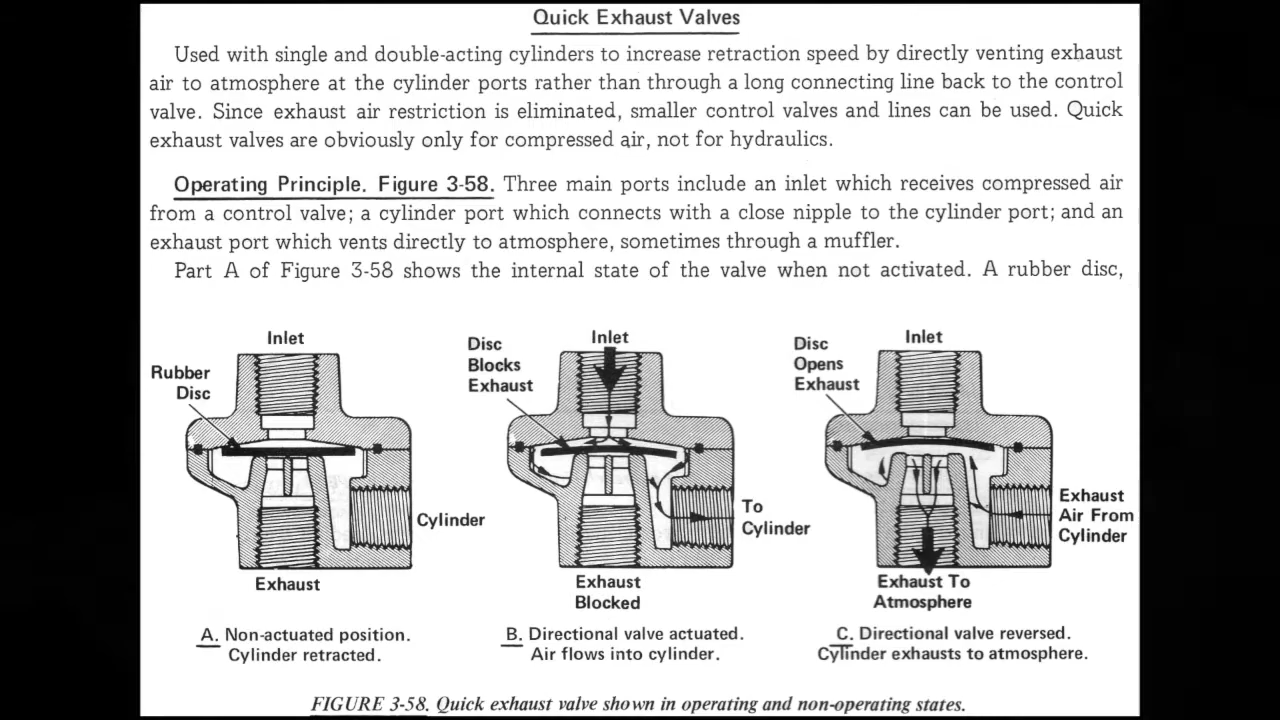 Quick Exhaust Valves
Used with single and double-acting cylinders to increase retraction speed by directly venting exhaust
air to atmosphere at the cylinder ports rather than through a long connecting line back to the control
valve. Since exhaust air restriction is eliminated, smaller control valves and lines can be used. Quick
exhaust valves are obviously only for compressed air, not for hydraulics.
Operating Principle. Figure 3-58. Three main ports include an inlet which receives compressed air
from a control valve; a cylinder port which connects with a close nipple to the cylinder port; and an
exhaust port which vents directly to atmosphere, sometimes through a muffler.
Part A of Figure 3-58 shows the internal state of the valve when not activated. A rubber disc,
Inlet
Rubber
Disc
Cylinder
Exhaust
A. Non-actuated position.
Cylinder retracted.
Disc
Blocks
Exhaust
Inlet
To
Cylinder
Exhaust
Blocked
B. Directional valve actuated.
Air flows into cylinder.
Disc
Opens
Exhaust
Inlet
Exhaust
Air From
Cylinder
Exhaust To
Atmosphere
C. Directional valve reversed.
Cylinder exhausts to atmosphere.
FIGURE 3-58. Quick exhaust valve shown in operating and non-operating states.